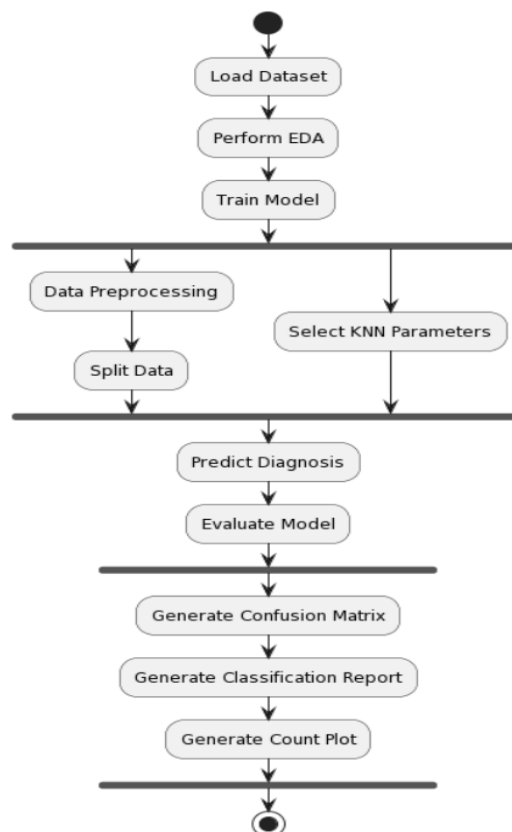 Load Dataset
Perform EDA
Train Model
Data Preprocessing
Select KNN Parameters
Split Data
Predict Diagnosis
Evaluate Model
Generate Confusion Matrix
Generate Classification Report
Generate Count Plot